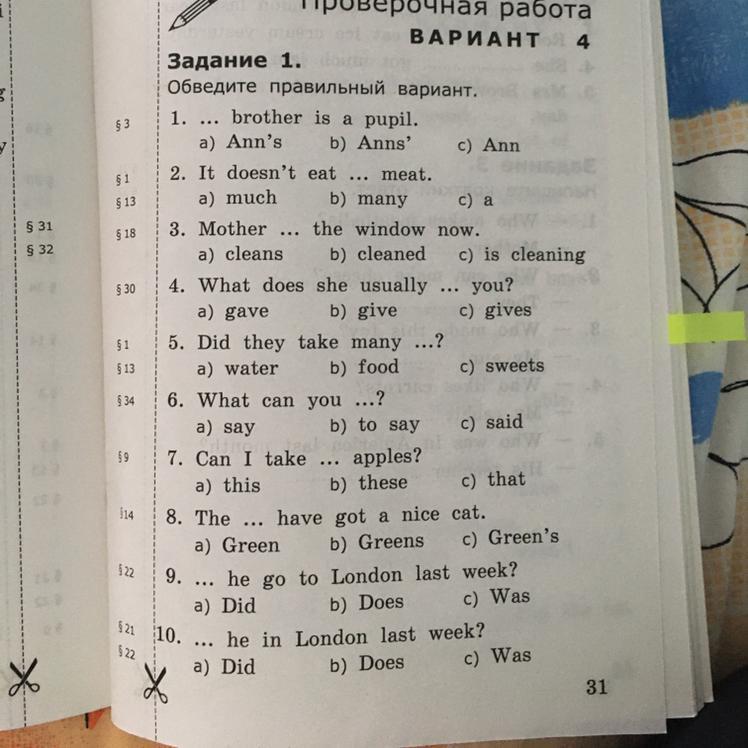 Проверочная работа
ВАРИАНТ 4
Задание 1.
Обведите правильный вариант.
§ 3 1. ... brother is a pupil.
a) Ann's b) Anns' c) Ann
§ 1 2. It doesn't eat ... meat.
§ 13 a) much b) many c) a
§ 18 3. Mother ... the window now.
a) cleans b) cleaned c) is cleaning
§ 30 4. What does she usually ... you?
a) gave b) give c) gives
§ 1 5. Did they take many ...?
§ 13 a) water b) food c) sweets
§ 34 6. What can you ...?
a) say b) to say c) said
§ 9 7. Can I take ... apples?
a) this b) these c) that
§ 14 8. The ... have got a nice cat.
a) Green b) Greens c) Green's
§ 22 9. ... he go to London last week?
a) Did b) Does c) Was
§ 21 10. ... he in London last week?
§ 22 a) Did b) Does c) Was
31
§ 31
§ 32